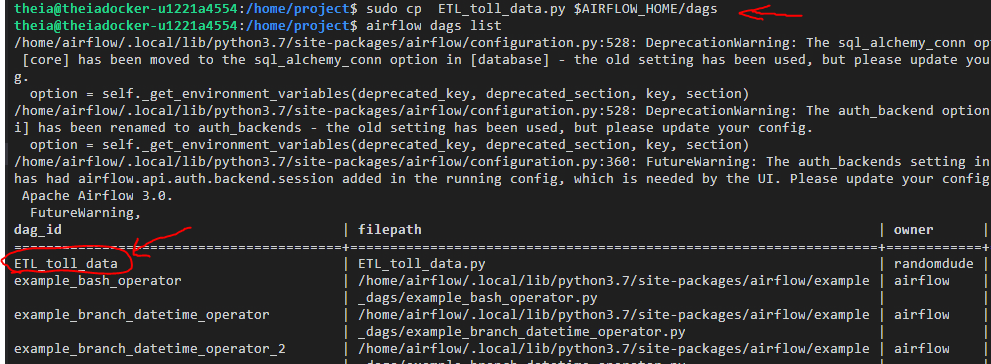 theia@theiadocker-u1221a4554:/home/project$ sudo cp  ETL_toll_data.py $AIRFLOW_HOME/dags
theia@theiadocker-u1221a4554:/home/project$ airflow dags list
/home/airflow/.local/lib/python3.7/site-packages/airflow/configuration.py:528: DeprecationWarning: The sql_alchemy_conn opt
 [core] has been moved to the sql_alchemy_conn option in [database] - the old setting has been used, but please update you
g.
  option = self._get_environment_variables(deprecated_key, deprecated_section, key, section)
/home/airflow/.local/lib/python3.7/site-packages/airflow/configuration.py:528: DeprecationWarning: The auth_backend option
i] has been renamed to auth_backends - the old setting has been used, but please update your config.
  option = self._get_environment_variables(deprecated_key, deprecated_section, key, section)
/home/airflow/.local/lib/python3.7/site-packages/airflow/configuration.py:360: FutureWarning: The auth_backends setting in
has had airflow.api.auth.backend.session added in the running config, which is needed by the UI. Please update your config
 Apache Airflow 3.0.
  FutureWarning,
dag_id | filepath | owner |
ETL_toll_data | ETL_toll_data.py | randomdude |
example_bash_operator | /home/airflow/.local/lib/python3.7/site-packages/airflow/example | airflow |
| _dags/example_bash_operator.py | |
example_branch_datetime_operator | /home/airflow/.local/lib/python3.7/site-packages/airflow/example | airflow |
| _dags/example_branch_datetime_operator.py | |
example_branch_datetime_operator_2 | /home/airflow/.local/lib/python3.7/site-packages/airflow/example | airflow |